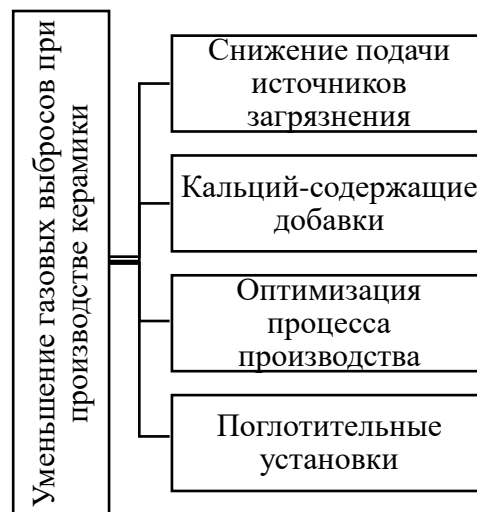 Уменьшение газовых выбросов при
производстве керамики
Снижение подачи
источников
загрязнения
Кальций-содержащие
добавки
Оптимизация
процесса
производства
Поглотительные
установки